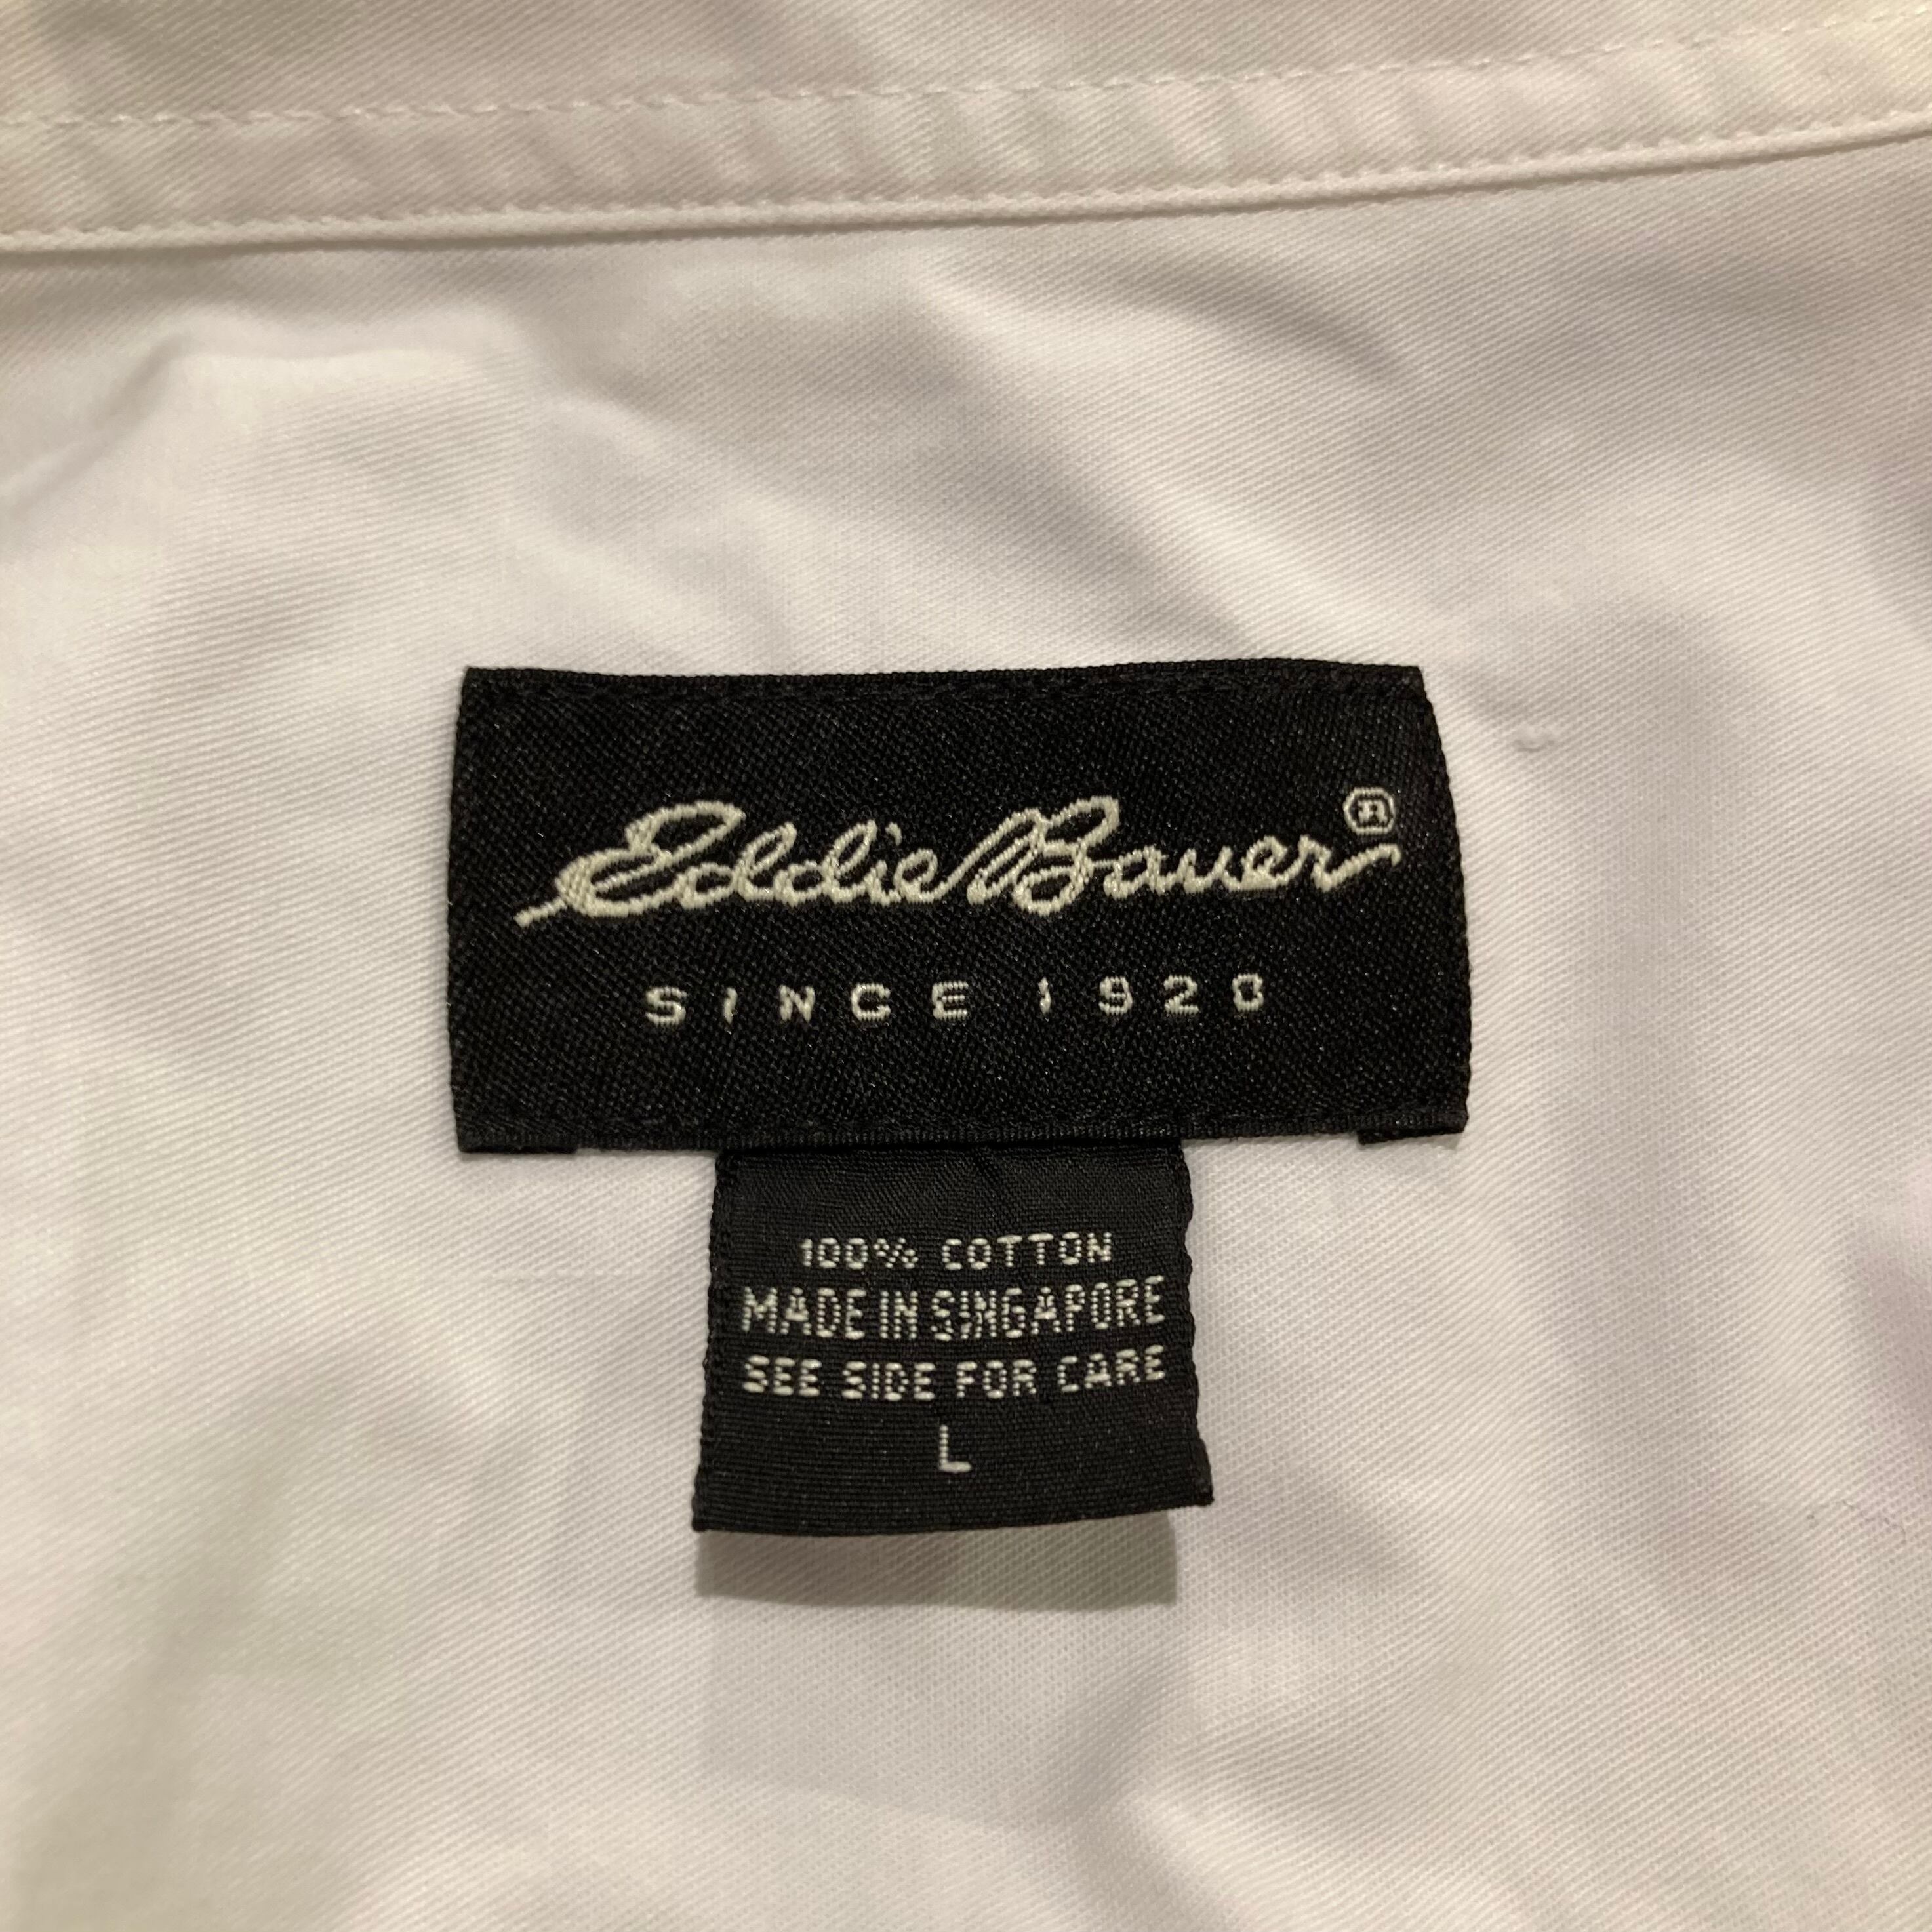 Eddie Bauer®
SINCE 1920
100% COTTON
MADE IN SINGAPORE
SEE SIDE FOR CARE
L